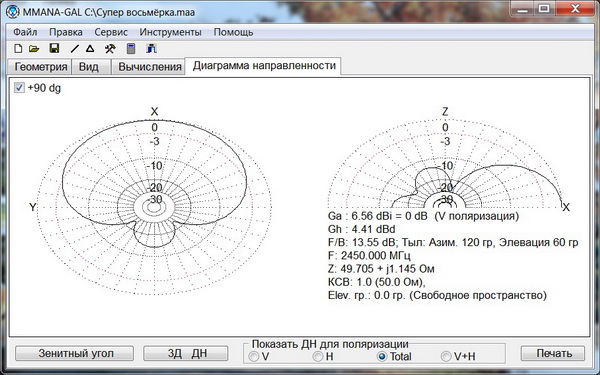 MMANA-GAL C:\Супер восьмёрка.maa
Файл Правка Сервис Инструменты Помощь
Геометрия Вид Вычисления Диаграмма направленности
+90 dg
X
0
-3
-10
-20
-30
Y
Z
0
-3
-10
-20
-30
X
Ga : 6.56 dBi = 0 dB (V поляризация)
Gh : 4.41 dBd
F/B: 13.55 dB; Тыл: Азим. 120 гр, Элевация 60 гр
F: 2450.000 МГц
Z: 49.705 + j1.145 Ом
КСВ: 1.0 (50.0 Ом),
Elev. гр.: 0.0 гр. (Свободное пространство)
Зенитный угол
3Д ДН
Показать ДН для поляризации
V H Total V+H
Печать